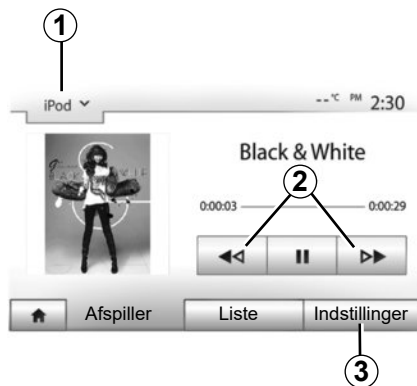 1
iPod
--°C PM 2:30
Black & White
2
0:00:03 0:00:29
Afspiller Liste Indstillinger
3